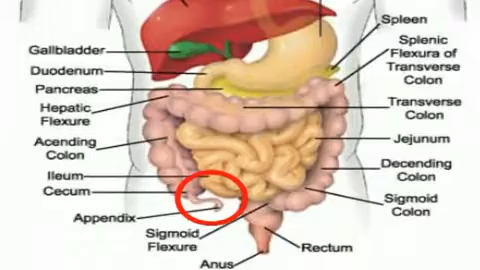 Gallbladder
Duodenum
Pancreas
Hepatic
Flexure
Acending
Colon
Ileum
Cecum
Appendix
Sigmoid
Flexure
Anus
Spleen
Splenic
Flexura of
Transverse
Colon
Transverse
Colon
Jejunum
Decending
Colon
Sigmoid
Colon
Rectum